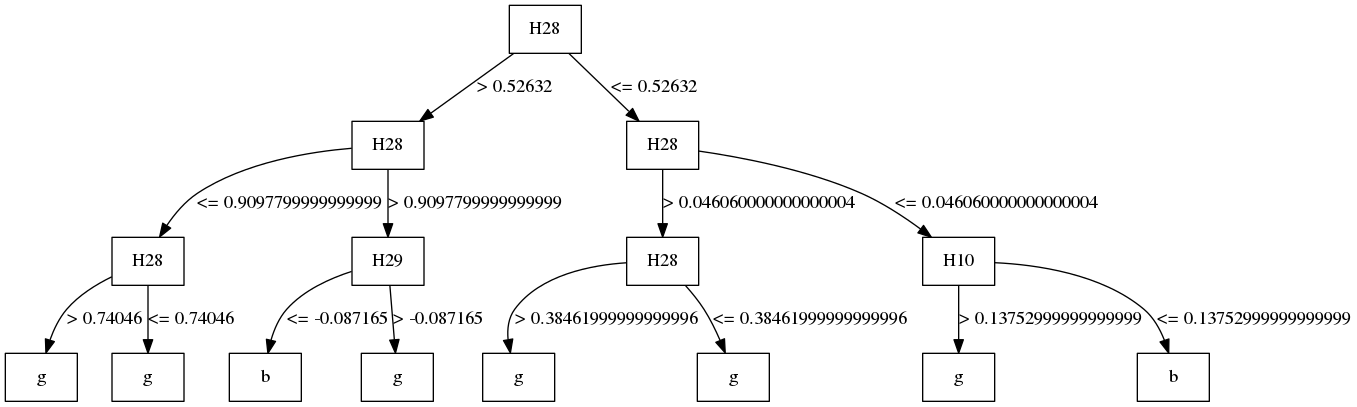 H28
> 0.52632
<= 0.52632
H28
H28
<= 0.9097799999999999
> 0.9097799999999999
> 0.046060000000000004
<= 0.046060000000000004
H28
H29
H28
H10
> 0.74046
<= 0.74046
<= -0.087165
> -0.087165
> 0.38461999999999996
<= 0.38461999999999996
> 0.13752999999999999
<= 0.13752999999999999
g
g
b
g
g
g
g
b